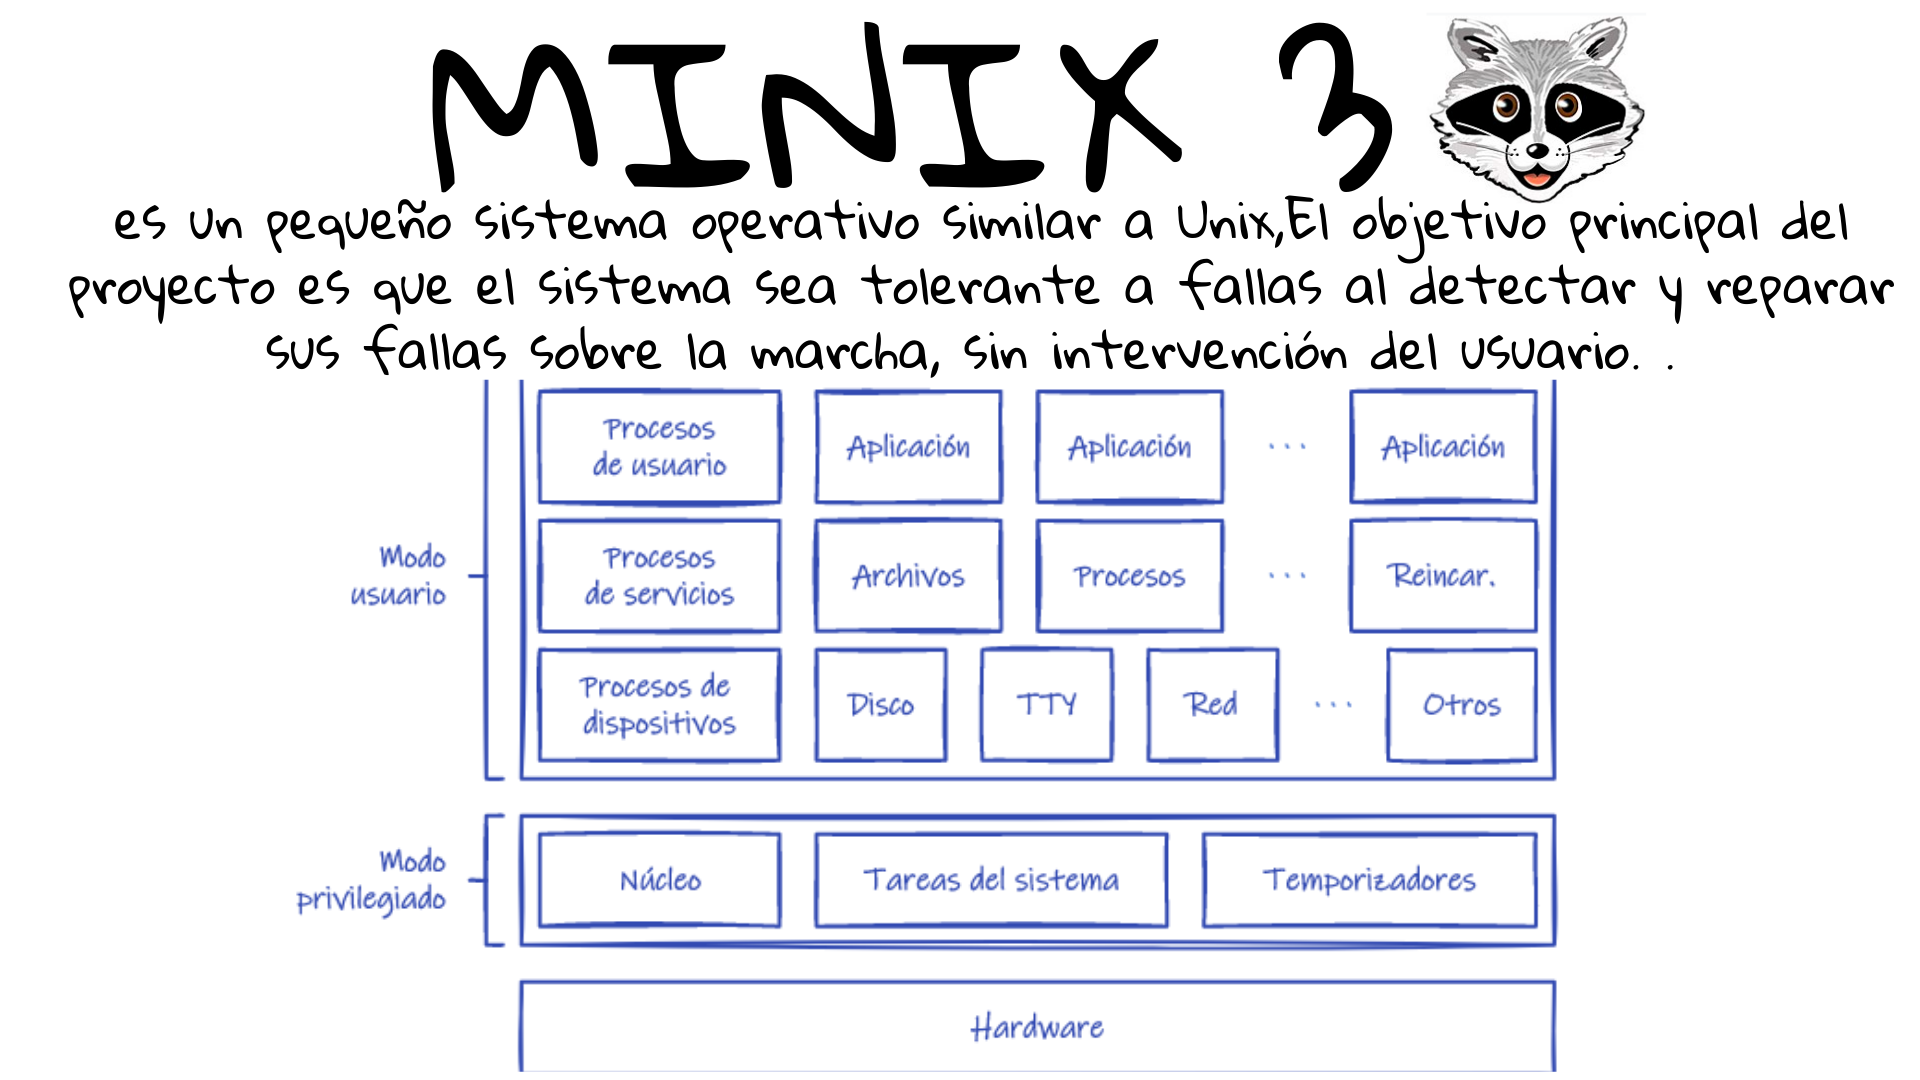 MINIX 3
es un pequeño sistema operativo similar a Unix,El objetivo principal del
proyecto es que el sistema sea tolerante a fallas al detectar y reparar
sus fallas sobre la marcha, sin intervención del usuario. .
Procesos
de usuario
Aplicación
Aplicación
...
Aplicación
Modo
usuario
Procesos
de servicios
Archivos
Procesos
...
Reincar.
Procesos de
dispositivos
Disco
TTY
Red
...
Otros
Modo
privilegiado
Núcleo
Tareas del sistema
Temporizadores
Hardware